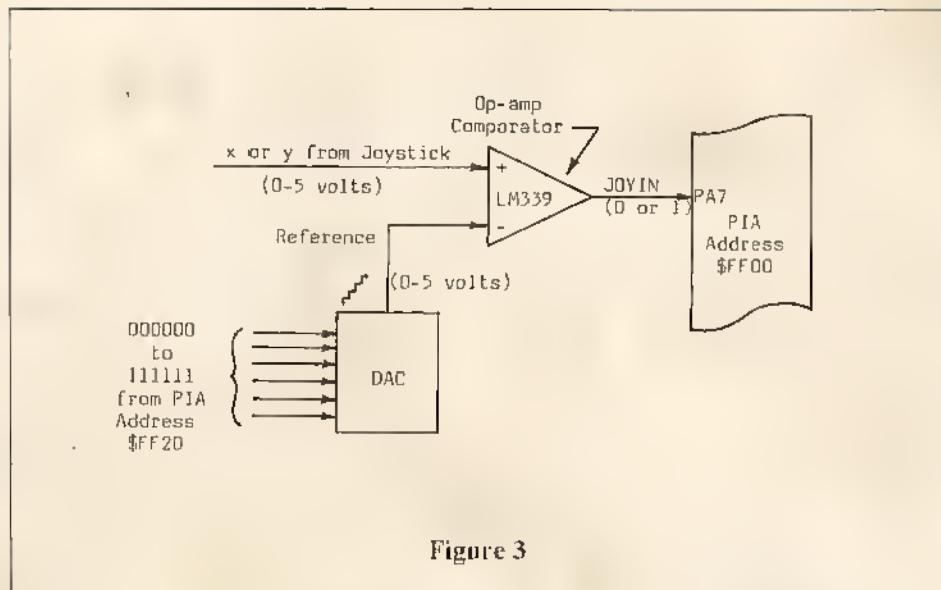 Op-amp
Comparator
x or y from Joystick
(0-5 volts)
+
LM339
-
JOYIN
(0 or 1)
PA7
PIA
Address
$FF00
Reference
(0-5 volts)
000000
to
111111
from PIA
Address
$FF20
DAC
Figure 3